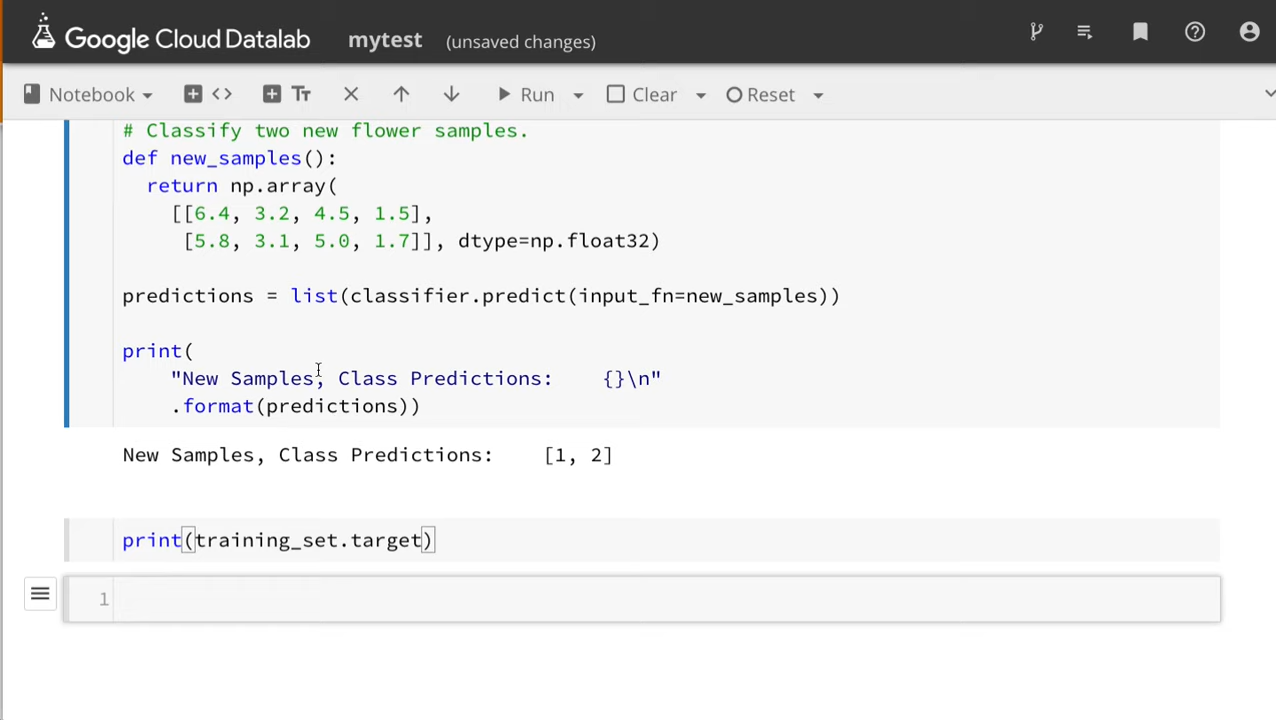 Google Cloud Datalab mytest (unsaved changes)
Notebook <> Tт Run Clear Reset
# Classify two new flower samples.
def new_samples():
  return np.array(
    [[6.4, 3.2, 4.5, 1.5],
     [5.8, 3.1, 5.0, 1.7]], dtype=np.float32)
predictions = list(classifier.predict(input_fn=new_samples))
print(
    "New Samples, Class Predictions:    {}\n"
    .format(predictions))
New Samples, Class Predictions:    [1, 2]
print(training_set.target)
1